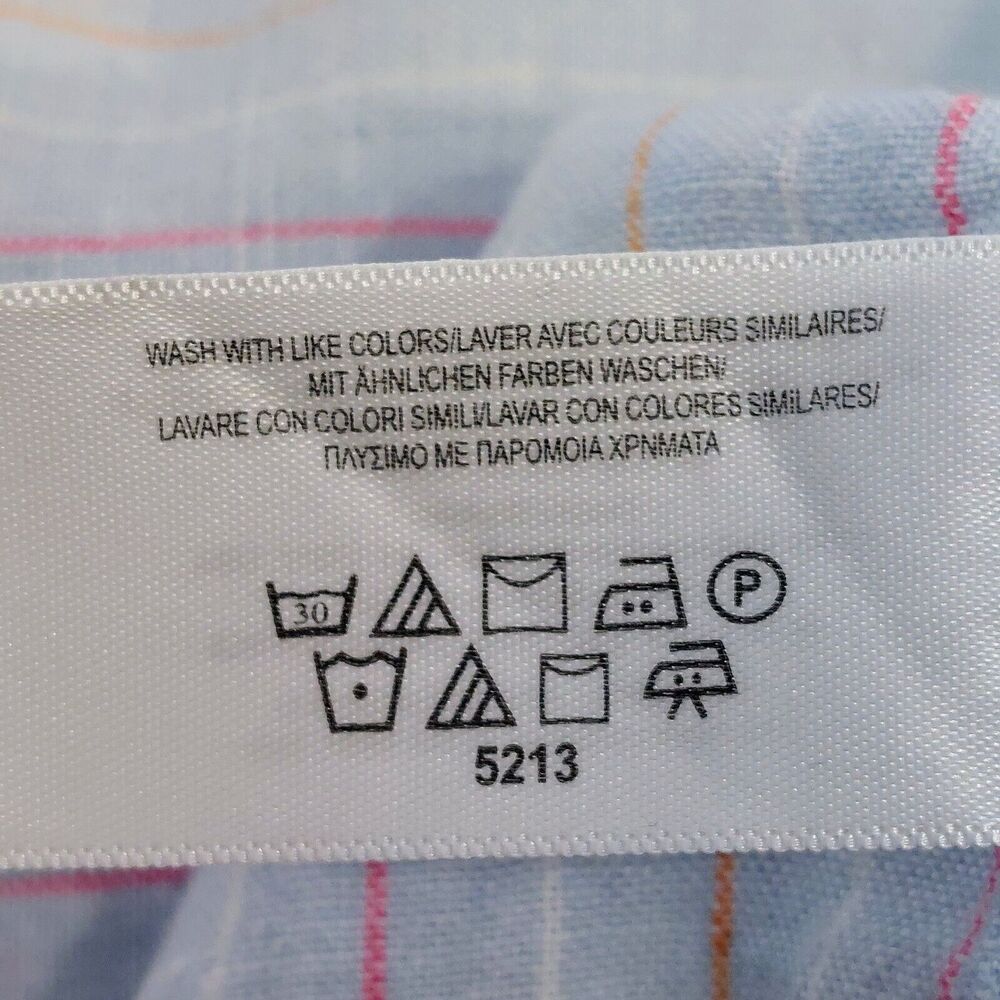 WASH WITH LIKE COLORS/LAVER AVEC COULEURS SIMILAIRES/
MIT ÄHNLICHEN FARBEN WASCHEN/
LAVARE CON COLORI SIMILI/LAVAR CON COLORES SIMILARES/
ΠΛΥΣΙΜΟ ΜΕ ΠΑΡΟΜΟΙΑ ΧΡΝΜΑΤΑ
30 P
5213